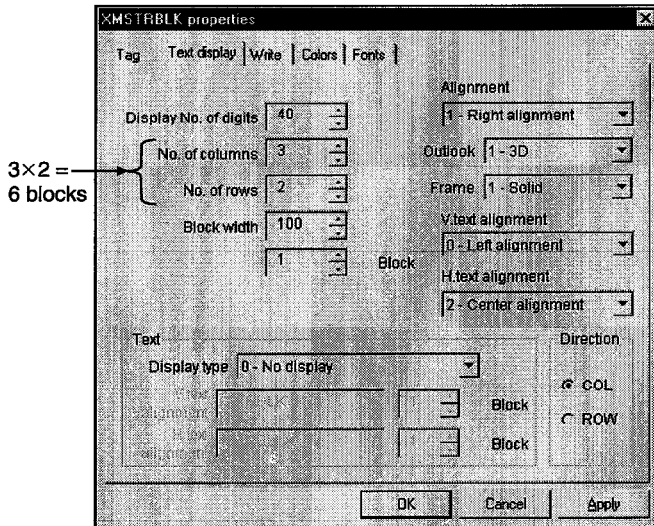 XMSTRBLK properties
Tag Text display Write Colors Fonts
Alignment
Display No. of digits 40 1 - Right alignment
3×2 = No. of columns 3 Outlook 1 - 3D
6 blocks No. of rows 2 Frame 1 - Solid
V.text alignment
Block width 100 0 - Left alignment
1 Block
H.text alignment
2 - Center alignment
Text Direction
Display type 0 - No display
COL
alignment Block
ROW
Block
OK Cancel Apply